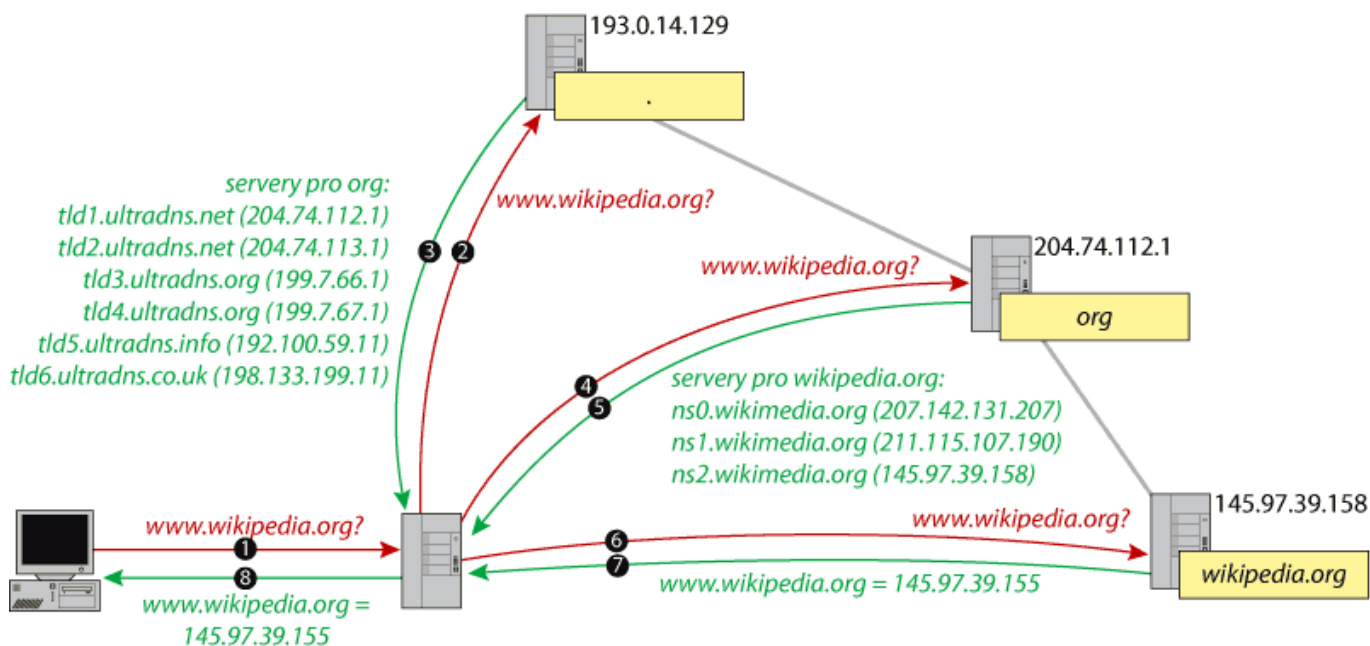 193.0.14.129
.
servery pro org:
tld1.ultradns.net (204.74.112.1)
tld2.ultradns.net (204.74.113.1)
tld3.ultradns.org (199.7.66.1)
tld4.ultradns.org (199.7.67.1)
tld5.ultradns.info (192.100.59.11)
tld6.ultradns.co.uk (198.133.199.11)
www.wikipedia.org?
3
2
www.wikipedia.org?
204.74.112.1
org
4
5
servery pro wikipedia.org:
ns0.wikimedia.org (207.142.131.207)
ns1.wikimedia.org (211.115.107.190)
ns2.wikimedia.org (145.97.39.158)
www.wikipedia.org?
1
8
www.wikipedia.org =
145.97.39.155
www.wikipedia.org?
6
7
www.wikipedia.org = 145.97.39.155
145.97.39.158
wikipedia.org